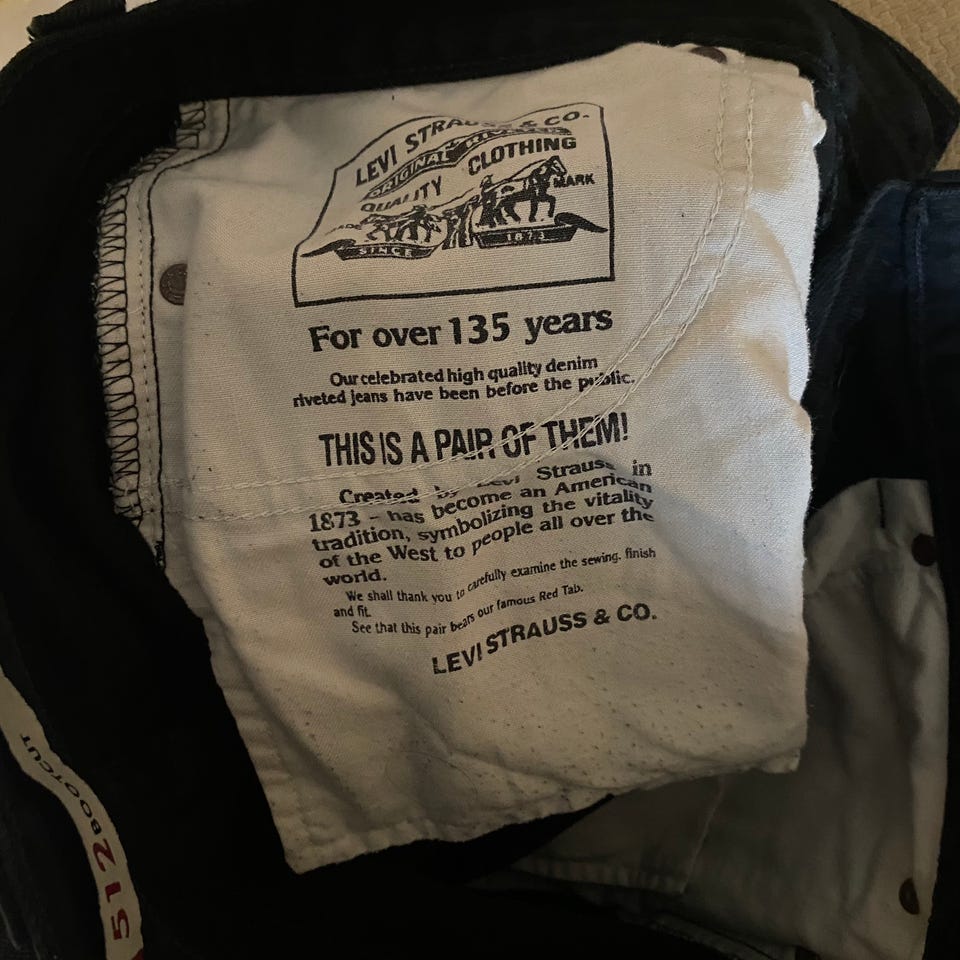 LEVI STRAUSS & CO.
ORIGINAL RIVETED
QUALITY CLOTHING
MARK
SINCE 1873
For over 135 years
Our celebrated high quality denim
riveted jeans have been before the public.
THIS IS A PAIR OF THEM!
Created by Levi Strauss in
1873 - has become an American
tradition, symbolizing the vitality
of the West to people all over the
world.
We shall thank you to carefully examine the sewing. finish
and fit.
See that this pair bears our famous Red Tab.
LEVI STRAUSS & CO.
512 BOOTCUT